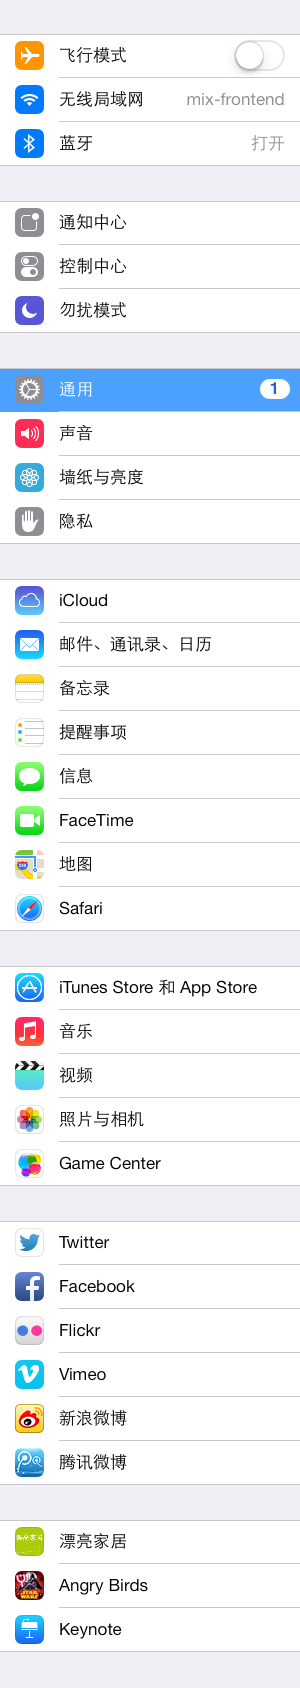 飞行模式
无线局域网 mix-frontend
蓝牙 打开
通知中心
控制中心
勿扰模式
通用 1
声音
墙纸与亮度
隐私
iCloud
邮件、通讯录、日历
备忘录
提醒事项
信息
FaceTime
地图
Safari
iTunes Store 和 App Store
音乐
视频
照片与相机
Game Center
Twitter
Facebook
Flickr
Vimeo
新浪微博
腾讯微博
漂亮家居
Angry Birds
Keynote